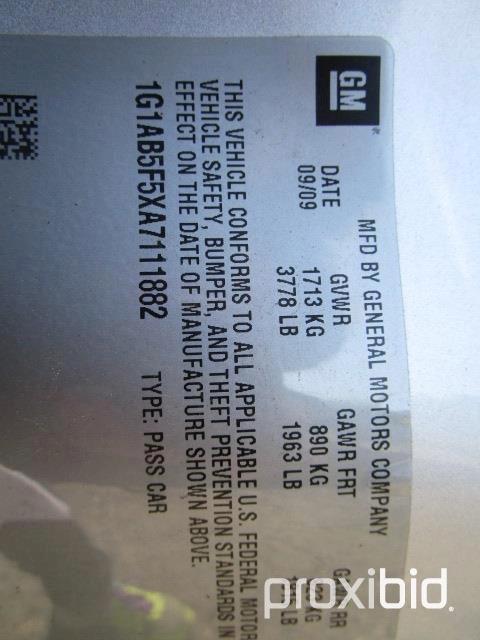 GM
MFD BY GENERAL MOTORS COMPANY
DATE GVWR GAWR FRT
09/09 1713 KG 890 KG
3778 LB 1963 LB
THIS VEHICLE CONFORMS TO ALL APPLICABLE U.S. FEDERAL MOTOR
VEHICLE SAFETY, BUMPER, AND THEFT PREVENTION STANDARDS IN
EFFECT ON THE DATE OF MANUFACTURE SHOWN ABOVE.
1G1AB5F5XA7111882 TYPE: PASS CAR
proxibid